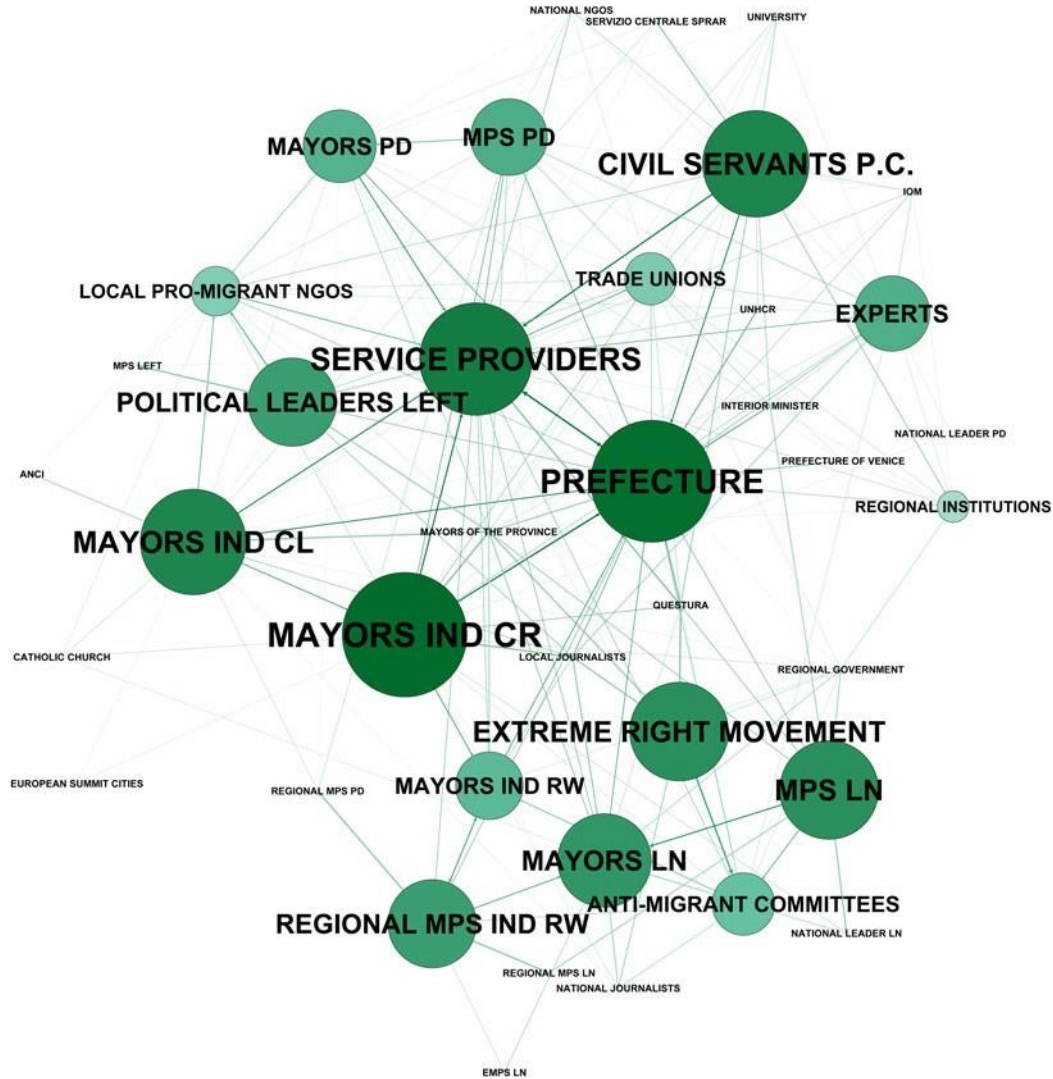 NATIONAL NGOS
UNIVERSITY
SERVIZIO CENTRALE SPRAR
MPS PD
MAYORS PD
CIVIL SERVANTS P.C.
IOM
TRADE UNIONS
LOCAL PRO-MIGRANT NGOS
UNHCR
EXPERTS
SERVICE PROVIDERS
MPS LEFT
POLITICAL LEADERS LEFT
INTERIOR MINISTER
NATIONAL LEADER PD
PREFECTURE OF VENICE
ANCI
PREFECTURE
REGIONAL INSTITUTIONS
MAYORS OF THE PROVINCE
MAYORS IND CL
QUESTURA
MAYORS IND CR
CATHOLIC CHURCH
LOCAL JOURNALISTS
REGIONAL GOVERNMENT
EXTREME RIGHT MOVEMENT
EUROPEAN SUMMIT CITIES
MAYORS IND RW
REGIONAL MPS PD
MPS LN
MAYORS LN
ANTI-MIGRANT COMMITTEES
REGIONAL MPS IND RW
NATIONAL LEADER LN
REGIONAL MPS LN
NATIONAL JOURNALISTS
EMPS LN